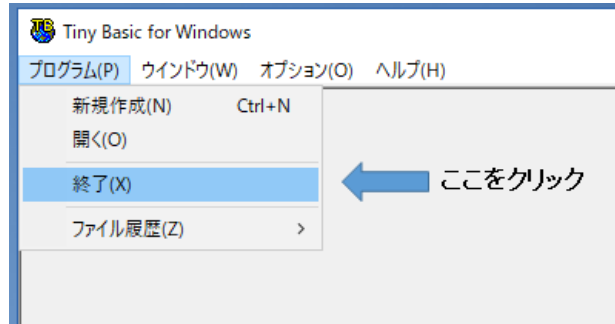 Tiny Basic for Windows
プログラム(P) ウインドウ(W) オプション(O) ヘルプ(H)
新規作成(N) Ctrl+N
開く(O)
終了(X)
ここをクリック
ファイル履歴(Z)